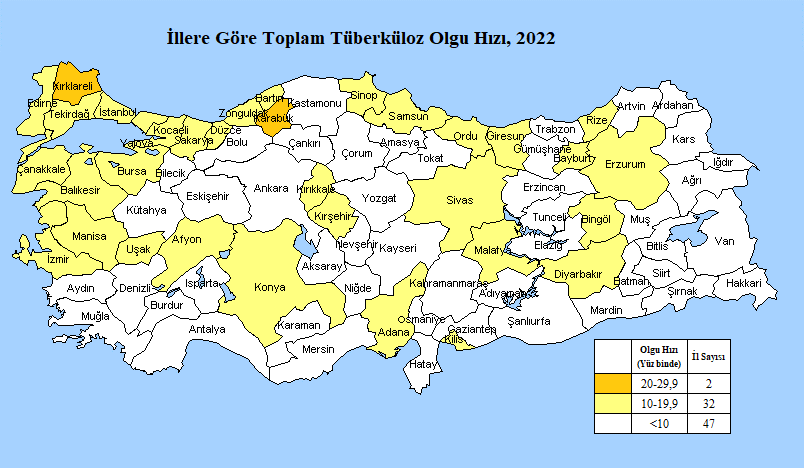 İllere Göre Toplam Tüberküloz Olgu Hızı, 2022
Kırklareli
Edirne
Tekirdağ
İstanbul
Kocaeli
Yalova
Sakarya
Düzce
Zonguldak
Bartın
Karabük
Kastamonu
Sinop
Samsun
Ordu
Giresun
Trabzon
Rize
Artvin
Ardahan
Kars
Iğdır
Ağrı
Erzurum
Bayburt
Gümüşhane
Amasya
Tokat
Çorum
Çankırı
Bolu
Çanakkale
Balıkesir
Bursa
Bilecik
Eskişehir
Kütahya
Ankara
Kırıkkale
Kırşehir
Yozgat
Sivas
Erzincan
Tunceli
Bingöl
Muş
Bitlis
Van
Elazığ
Malatya
Kayseri
Nevşehir
Aksaray
Niğde
Konya
Afyon
Uşak
Manisa
İzmir
Aydın
Denizli
Isparta
Burdur
Muğla
Antalya
Karaman
Mersin
Adana
Osmaniye
Hatay
Kilis
Gaziantep
Kahramanmaraş
Adıyaman
Şanlıurfa
Diyarbakır
Mardin
Batman
Siirt
Şırnak
Hakkari
Olgu Hızı (Yüz binde) İl Sayısı
20-29,9 2
10-19,9 32
<10 47